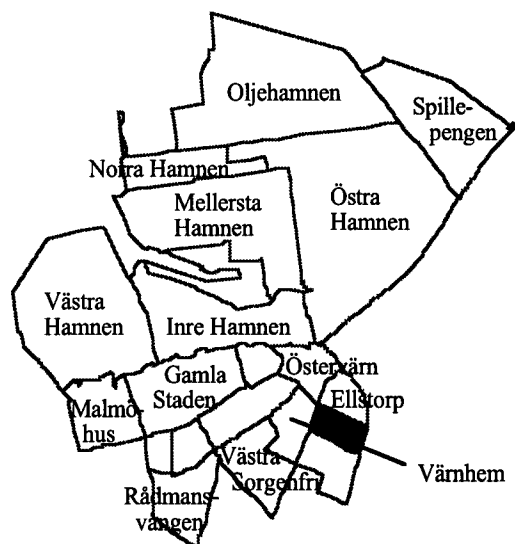 Oljehamnen
Spille-
pengen
Norra Hamnen
Mellersta
Hamnen
Östra
Hamnen
Västra
Hamnen
Inre Hamnen
Östervärn
Gamla
Staden
Ellstorp
Malmö-
hus
Västra
Sorgenfri
Värnhem
Rådmans-
vången